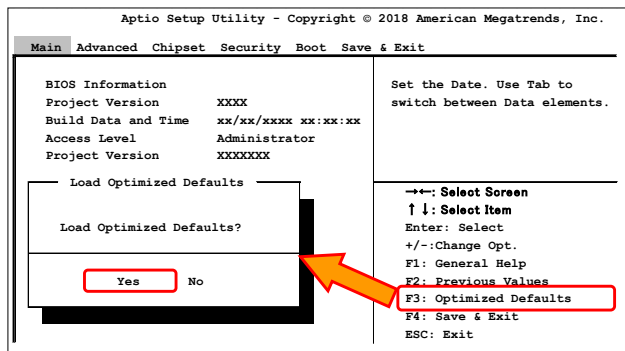 Aptio Setup Utility - Copyright © 2018 American Megatrends, Inc.
Main Advanced Chipset Security Boot Save & Exit
BIOS Information
Project Version XXXX
Build Data and Time xx/xx/xxxx xx:xx:xx
Access Level Administrator
Project Version XXXXXXX
Load Optimized Defaults
Load Optimized Defaults?
Yes No
Set the Date. Use Tab to
switch between Data elements.
→←: Select Screen
↑↓: Select Item
Enter: Select
+/-:Change Opt.
F1: General Help
F2: Previous Values
F3: Optimized Defaults
F4: Save & Exit
ESC: Exit